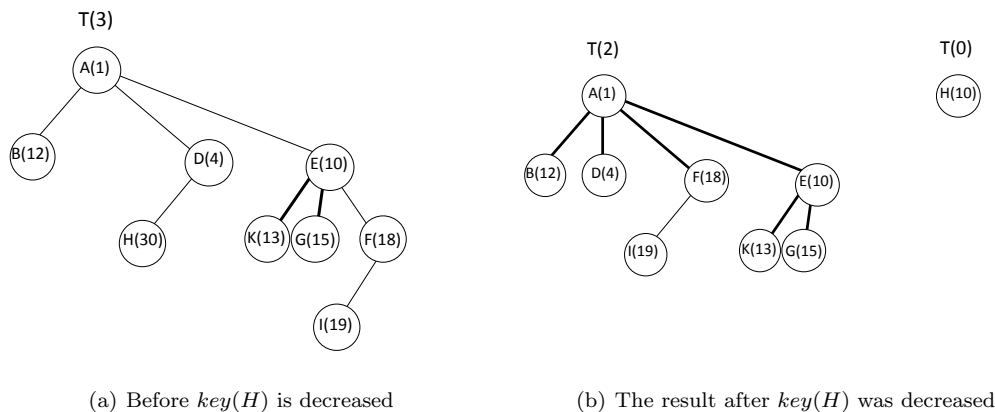 T(3)
A(1)
B(12)
D(4)
E(10)
H(30)
K(13)
G(15)
F(18)
I(19)
(a) Before key(H) is decreased
T(2)
T(0)
A(1)
H(10)
B(12)
D(4)
F(18)
E(10)
I(19)
K(13)
G(15)
(b) The result after key(H) was decreased